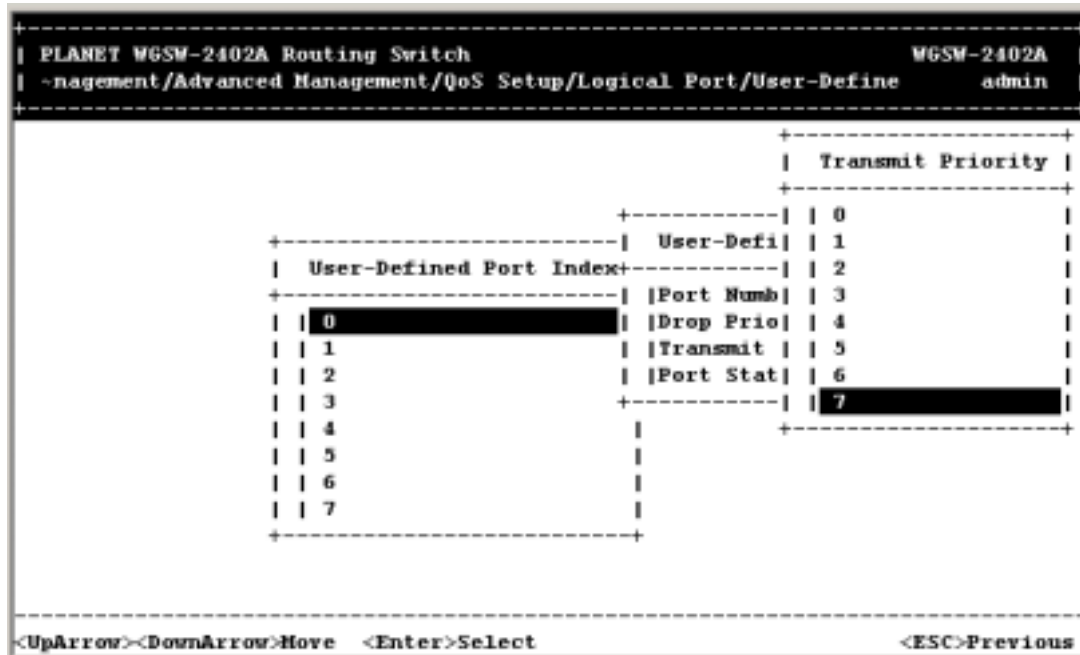 PLANET WGSW-2402A Routing Switch WGSW-2402A
~nagement/Advanced Management/QoS Setup/Logical Port/User-Define admin
Transmit Priority
0
1
2
3
4
5
6
7
User-Defi
Port Numb
Drop Prio
Transmit
Port Stat
User-Defined Port Index
0
1
2
3
4
5
6
7
<UpArrow><DownArrow>Move <Enter>Select <ESC>Previous